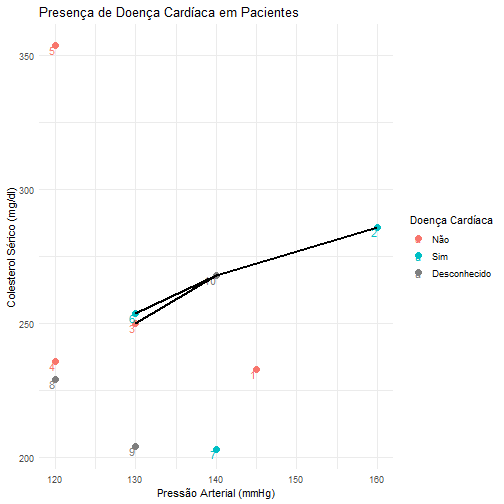 Presença de Doença Cardíaca em Pacientes
350
300
250
200
Colesterol Sérico (mg/dl)
5
2
10
6
3
1
4
8
9
7
120
130
140
150
160
Pressão Arterial (mmHg)
Doença Cardíaca
Não
Sim
Desconhecido